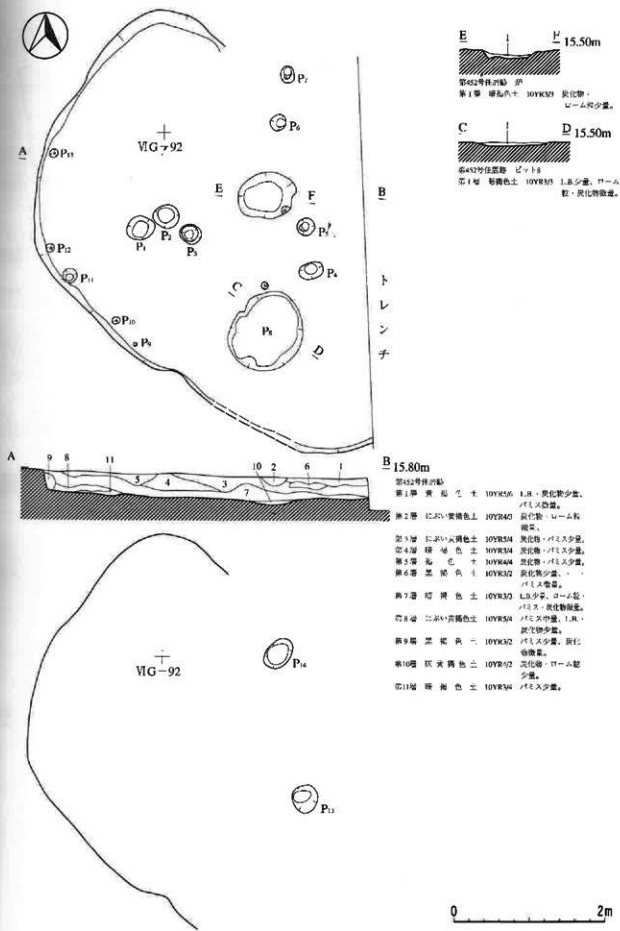 E F 15.50m
1
第452号住居跡 炉
第1層 暗褐色土 10YR3/3 炭化物・
ローム粒少量。
C D 15.50m
1
第452号住居跡 ピット8
第1層 暗褐色土 10YR3/3 L.B.少量、ローム
粒・炭化物微量。
P7
P6
ⅥG-92
A
P13
E
F
B
P2
P1
P3
P5
P12
P4
P11
C
トレンチ
P10
P8
P9
D
A
B 15.80m
9 8 11 5 4 3 10 2 7 6 1
第452号住居跡
第1層 黄褐色土 10YR5/6 L.B.・炭化物少量、
パミス微量。
第2層 にぶい黄褐色土 10YR4/3 炭化物・ローム粒
微量。
第3層 にぶい黄褐色土 10YR5/4 炭化物・パミス少量。
第4層 暗褐色土 10YR3/4 炭化物・パミス少量。
第5層 褐色土 10YR4/4 炭化物・パミス少量。
第6層 黒褐色土 10YR3/2 炭化物少量、
パミス微量。
第7層 暗褐色土 10YR3/3 L.B.少量、ローム粒・
パミス・炭化物微量。
第8層 にぶい黄褐色土 10YR5/4 パミス中量、L.B.・
炭化物少量。
第9層 黒褐色土 10YR3/2 パミス少量、炭化
物微量。
第10層 灰黄褐色土 10YR4/2 炭化物・ローム粒
少量。
第11層 暗褐色土 10YR3/4 パミス少量。
P14
ⅥG-92
P15
0 2m